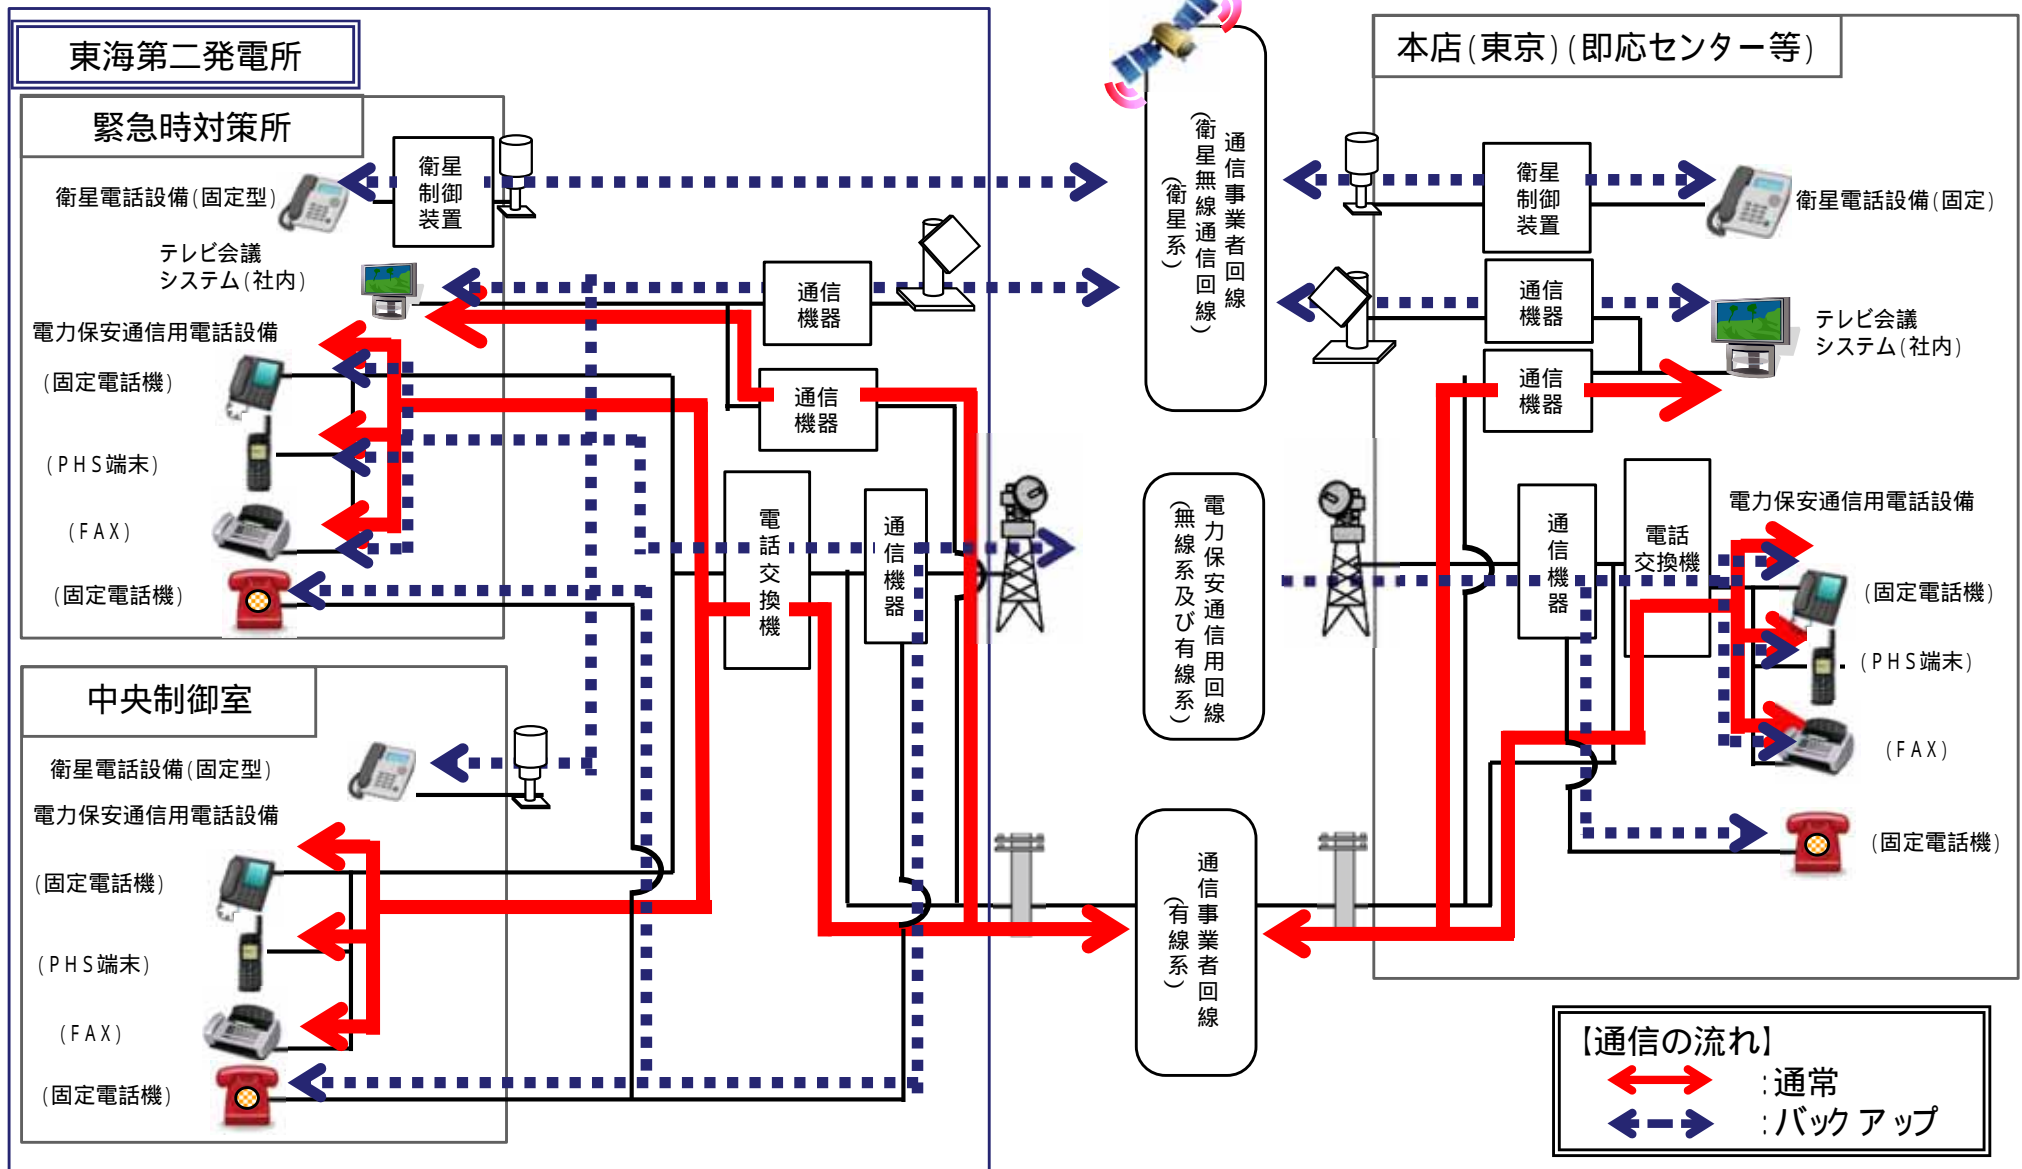 東海第二発電所
緊急時対策所
衛星電話設備(固定型)
衛星
制御
装置
テレビ会議
システム(社内)
通信
機器
電力保安通信用電話設備
(固定電話機)
通信
機器
(PHS端末)
(FAX)
電話交換機
通信機器
(固定電話機)
中央制御室
衛星電話設備(固定型)
電力保安通信用電話設備
(固定電話機)
(PHS端末)
(FAX)
(固定電話機)
通信事業者回線
(衛星無線通信回線)
(衛星系)
電力保安通信用回線
(無線系及び有線系)
通信事業者回線
(有線系)
本店(東京)(即応センター等)
衛星
制御
装置
衛星電話設備(固定)
通信
機器
テレビ会議
システム(社内)
通信
機器
通信機器
電話
交換機
電力保安通信用電話設備
(固定電話機)
(PHS端末)
(FAX)
(固定電話機)
【通信の流れ】
:通常
:バックアップ